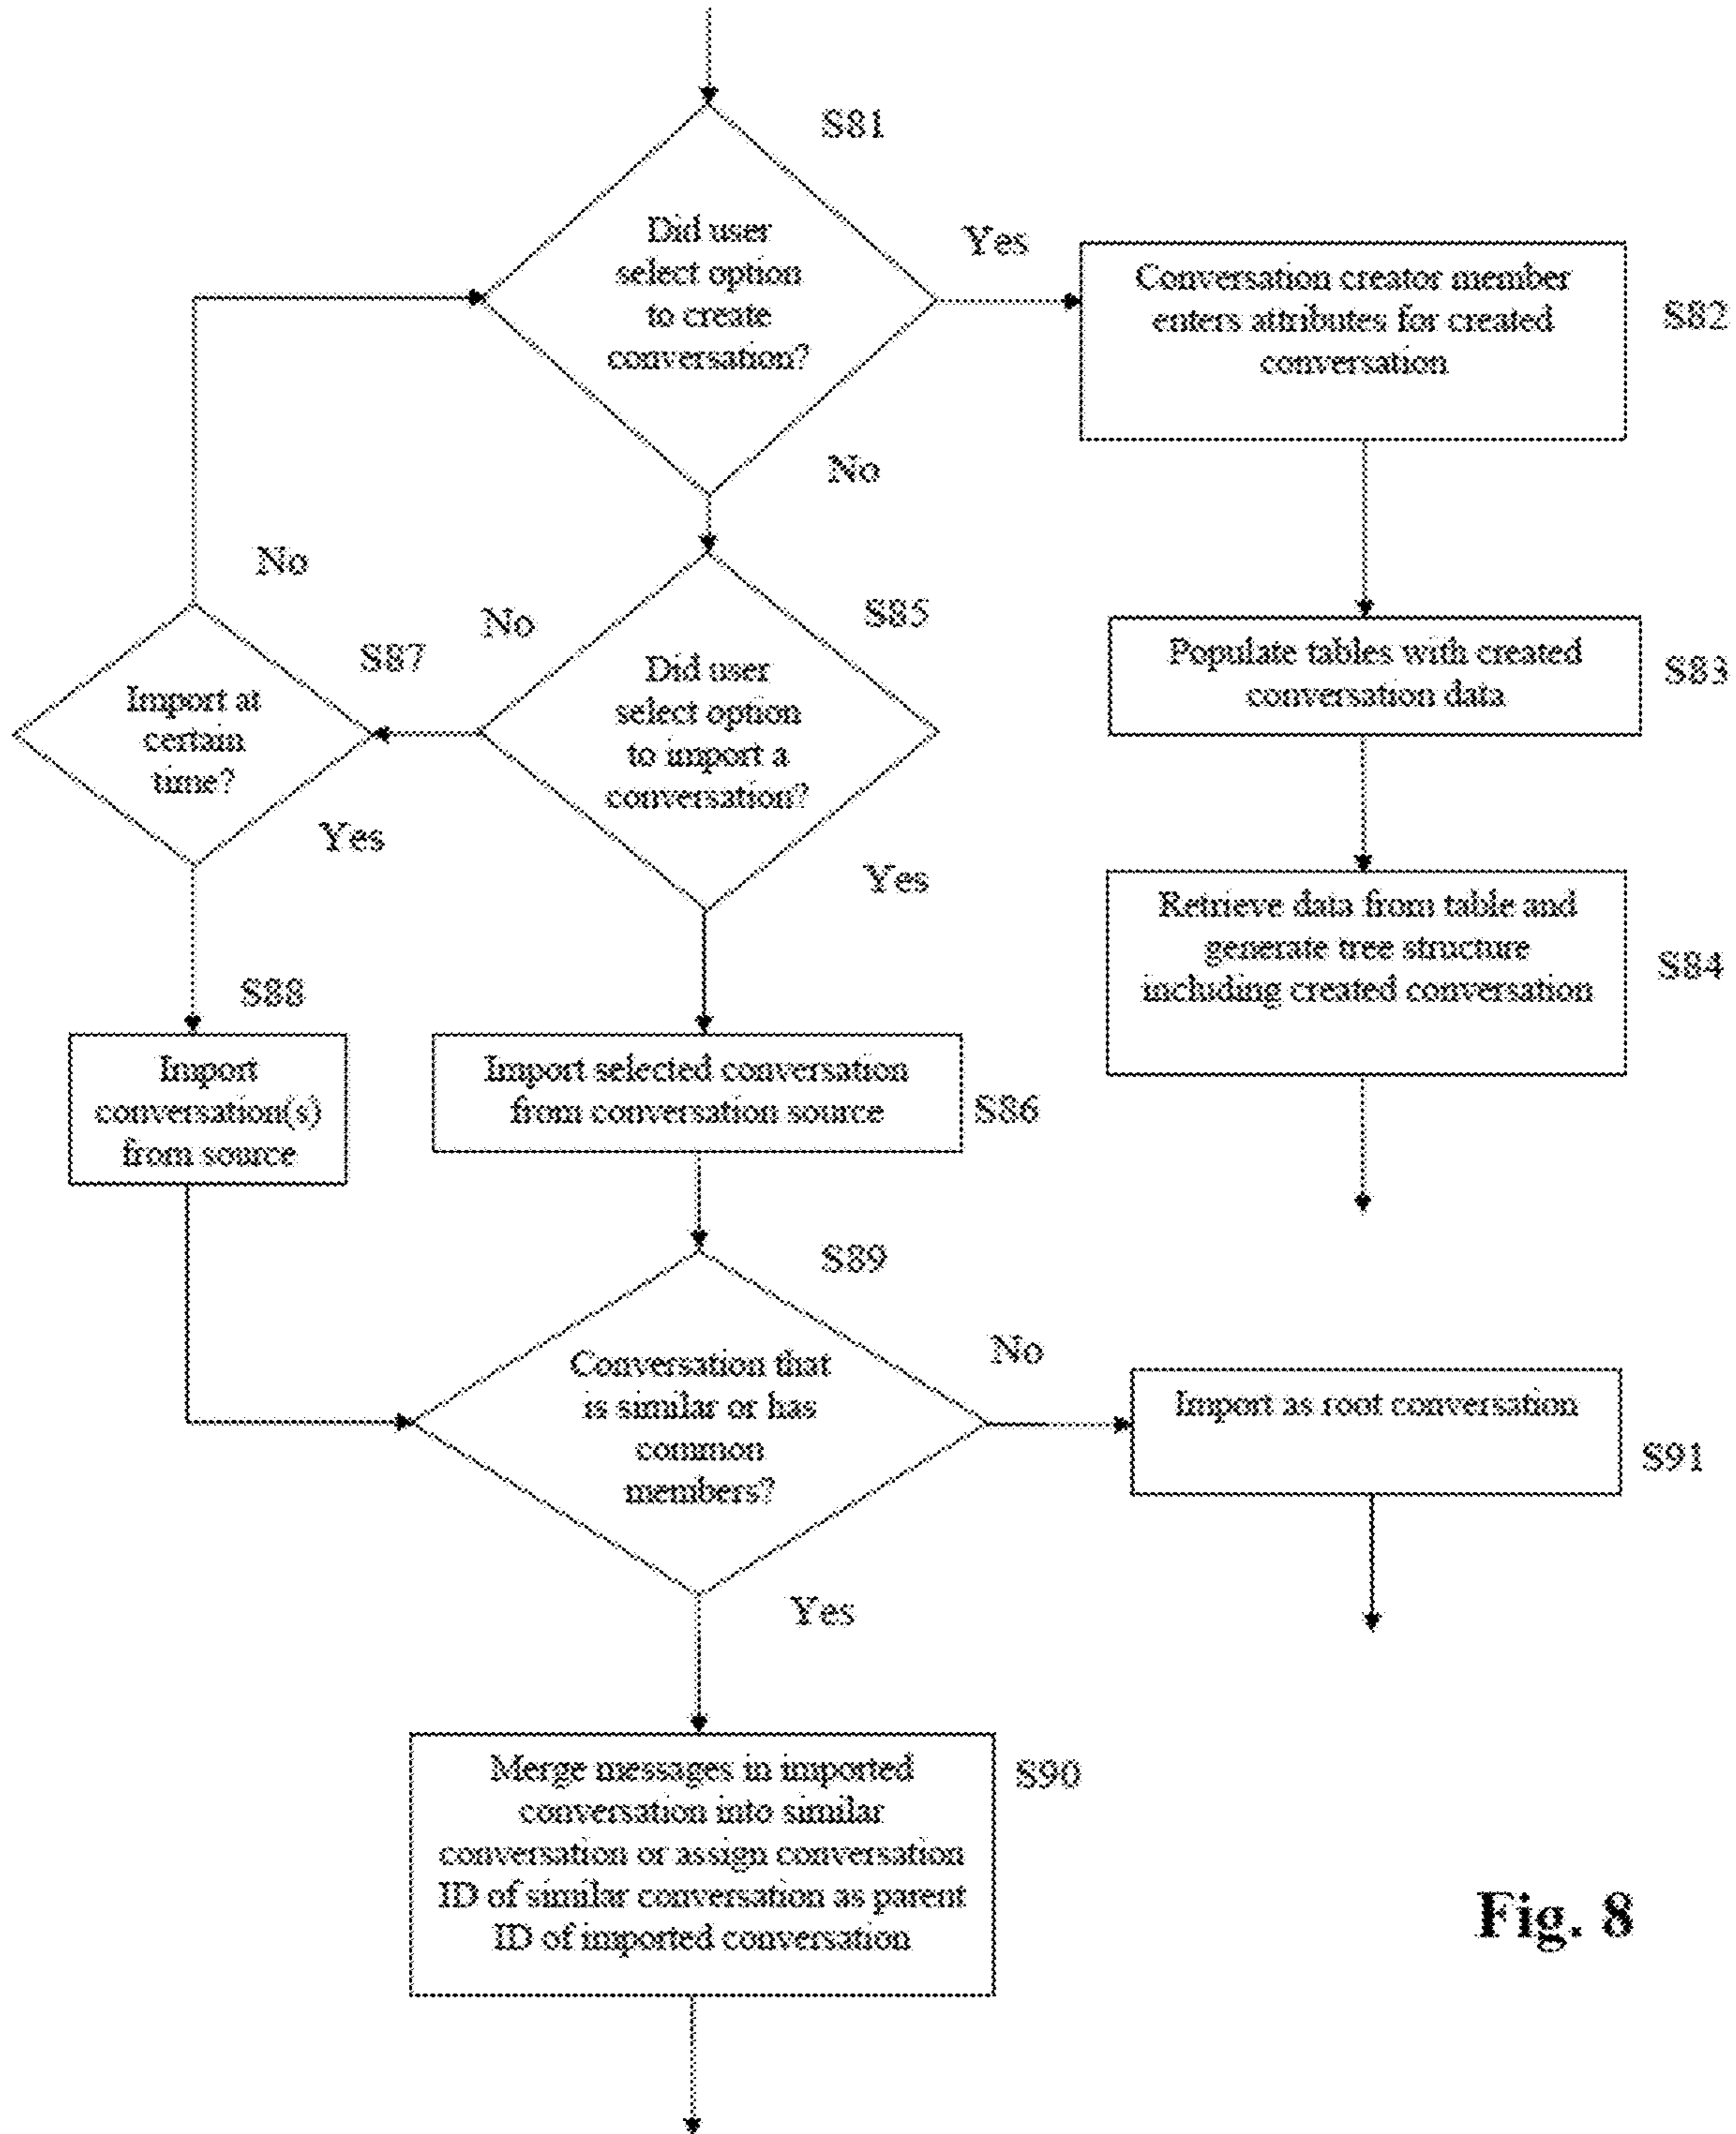 S81
Did user
select option
to create
conversation?
Yes
Conversation creator member
enters attributes for created
conversation
S82
No
No
No
S85
S87
Import at
certain
time?
Did user
select option
to import a
conversation?
Populate tables with created
conversation data
S83
Yes
Yes
Retrieve data from table and
generate tree structure
including created conversation
S84
S88
Import
conversation(s)
from source
Import selected conversation
from conversation source
S86
S89
Conversation that
is similar or has
common
members?
No
Import as root conversation
S91
Yes
Merge messages in imported
conversation into similar
conversation or assign conversation
ID of similar conversation as parent
ID of imported conversation
S90
Fig. 8